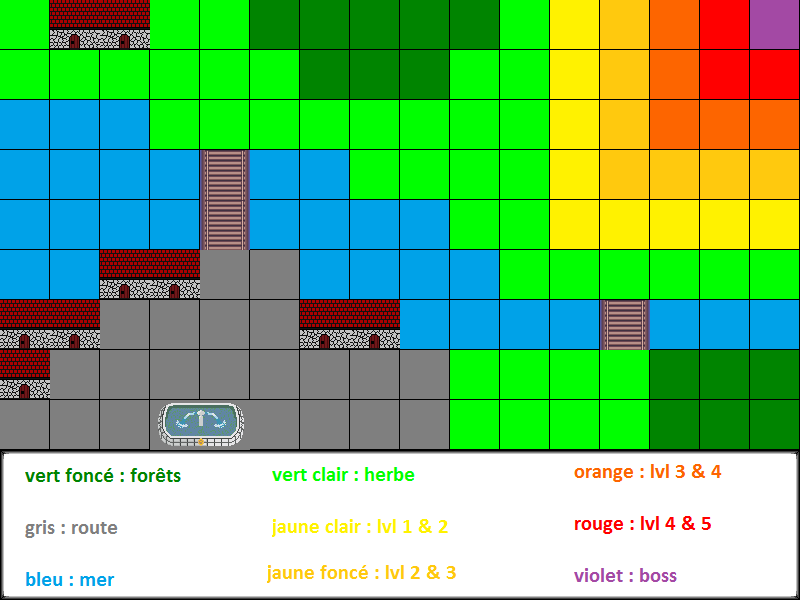 vert foncé : forêts
vert clair : herbe
orange : lvl 3 & 4
gris : route
jaune clair : lvl 1 & 2
rouge : lvl 4 & 5
bleu : mer
jaune foncé : lvl 2 & 3
violet : boss